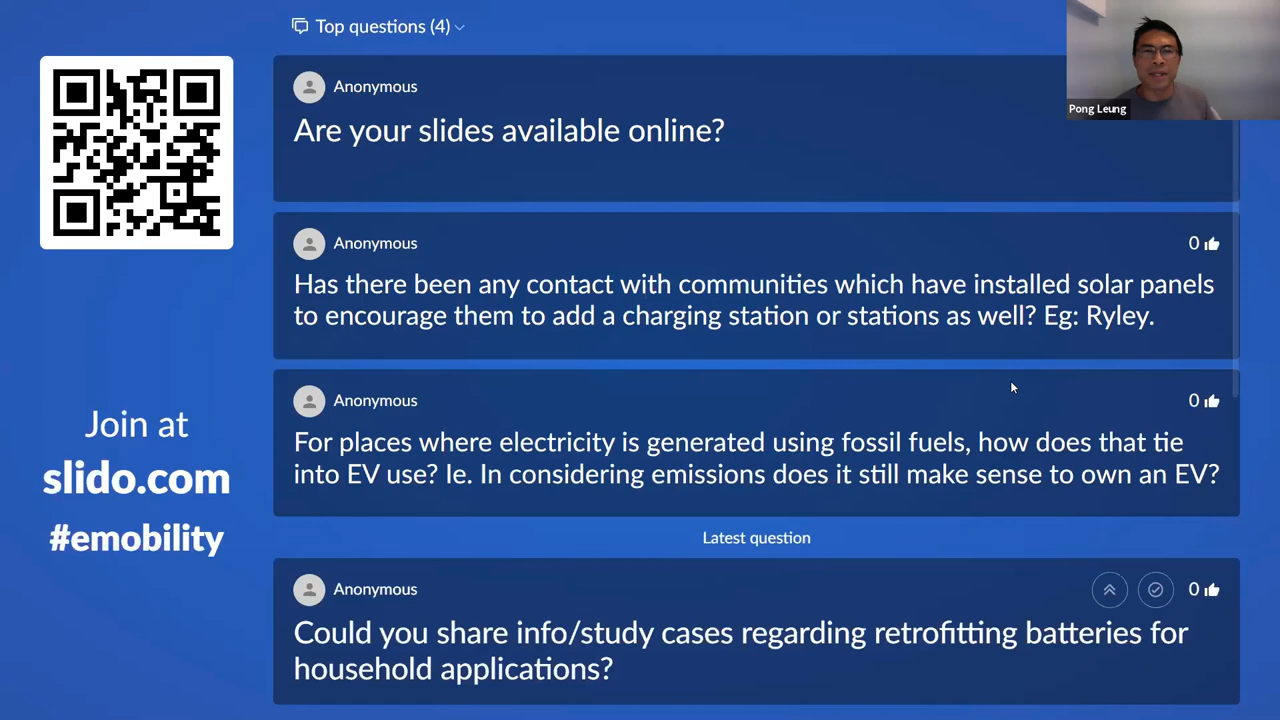 Top questions (4)
Anonymous
Are your slides available online?
Pong Leung
Anonymous
0
Has there been any contact with communities which have installed solar panels
to encourage them to add a charging station or stations as well? Eg: Ryley.
Anonymous
0
For places where electricity is generated using fossil fuels, how does that tie
into EV use? Ie. In considering emissions does it still make sense to own an EV?
Latest question
Anonymous
0
Could you share info/study cases regarding retrofitting batteries for
household applications?
Join at
slido.com
#emobility